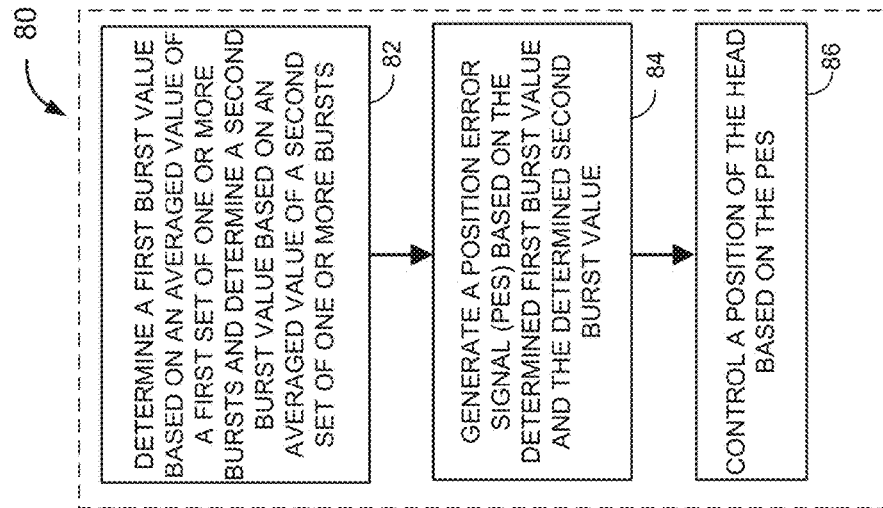 80
DETERMINE A FIRST BURST VALUE
BASED ON AN AVERAGED VALUE OF
A FIRST SET OF ONE OR MORE
BURSTS AND DETERMINE A SECOND
BURST VALUE BASED ON AN
AVERAGED VALUE OF A SECOND
SET OF ONE OR MORE BURSTS
82
GENERATE A POSITION ERROR
SIGNAL (PES) BASED ON THE
DETERMINED FIRST BURST VALUE
AND THE DETERMINED SECOND
BURST VALUE
84
CONTROL A POSITION OF THE HEAD
BASED ON THE PES
86